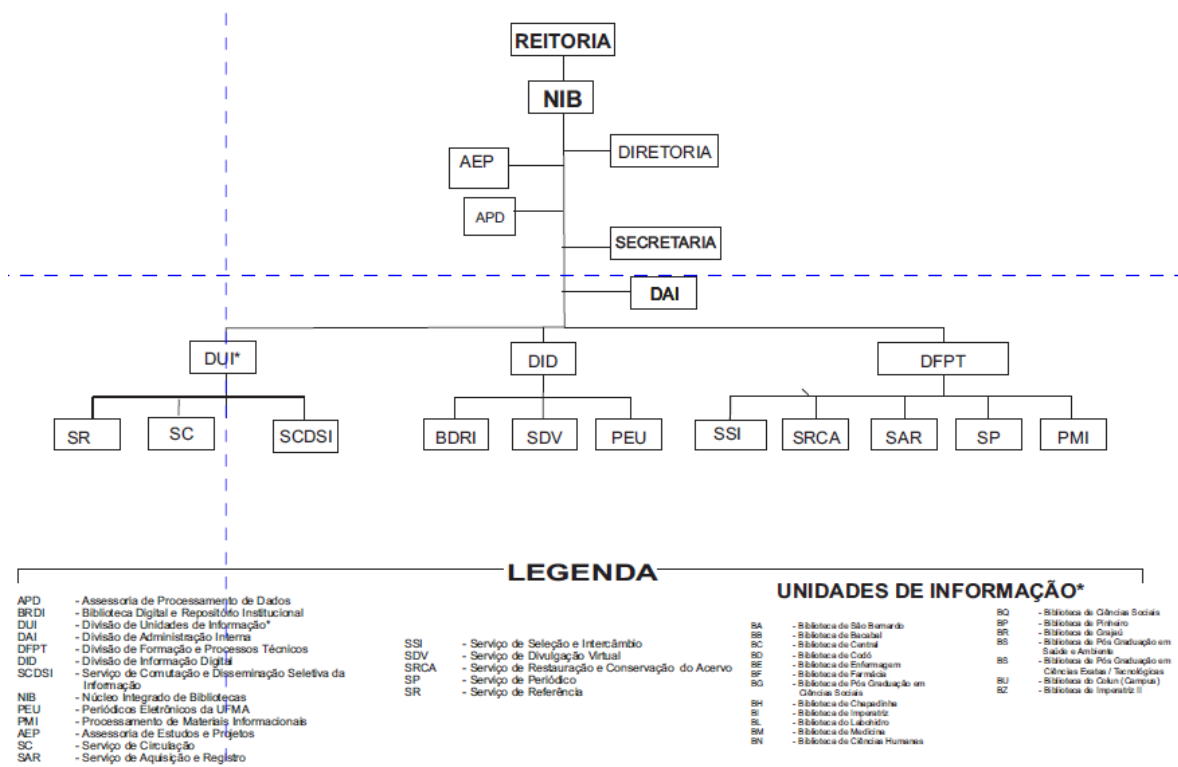 REITORIA
NIB
DIRETORIA
AEP
APD
SECRETARIA
DAI
DUI*
DID
DFPT
SR
SC
SCDSI
BDRI
SDV
PEU
SSI
SRCA
SAR
SP
PMI
LEGENDA
APD - Assessoria de Processamento de Dados
BRDI - Biblioteca Digital e Repositório Institucional
DUI - Divisão de Unidades de Informação*
DAI - Divisão de Administração Interna
DFPT - Divisão de Formação e Processos Técnicos
DID - Divisão de Informação Digital
SCDSI - Serviço de Comutação e Disseminação Seletiva da
Informação
NIB - Núcleo Integrado de Bibliotecas
PEU - Periódicos Eletrônicos da UFMA
PMI - Processamento de Materiais Informacionais
AEP - Assessoria de Estudos e Projetos
SC - Serviço de Circulação
SAR - Serviço de Aquisição e Registro
SSI - Serviço de Seleção e Intercâmbio
SDV - Serviço de Divulgação Virtual
SRCA - Serviço de Restauração e Conservação do Acervo
SP - Serviço de Periódico
SR - Serviço de Referência
UNIDADES DE INFORMAÇÃO*
BA - Biblioteca de São Bernardo
BB - Biblioteca de Bacabal
BC - Biblioteca de Central
BD - Biblioteca de Codó
BE - Biblioteca de Enfermagem
BF - Biblioteca de Farmácia
BG - Biblioteca de Pós Graduação em
Ciências Sociais
BH - Biblioteca de Chapadinha
BI - Biblioteca de Imperatriz
BL - Biblioteca do Labohidro
BM - Biblioteca de Medicina
BN - Biblioteca de Ciências Humanas
BQ - Biblioteca de Ciências Sociais
BP - Biblioteca de Pinheiro
BR - Biblioteca de Grajaú
BS - Biblioteca de Pós Graduação em
Saúde e Ambiente
BS - Biblioteca de Pós Graduação em
Ciências Exatas / Tecnológicas
BU - Biblioteca do Colun (Campus)
BZ - Biblioteca de Imperatriz II